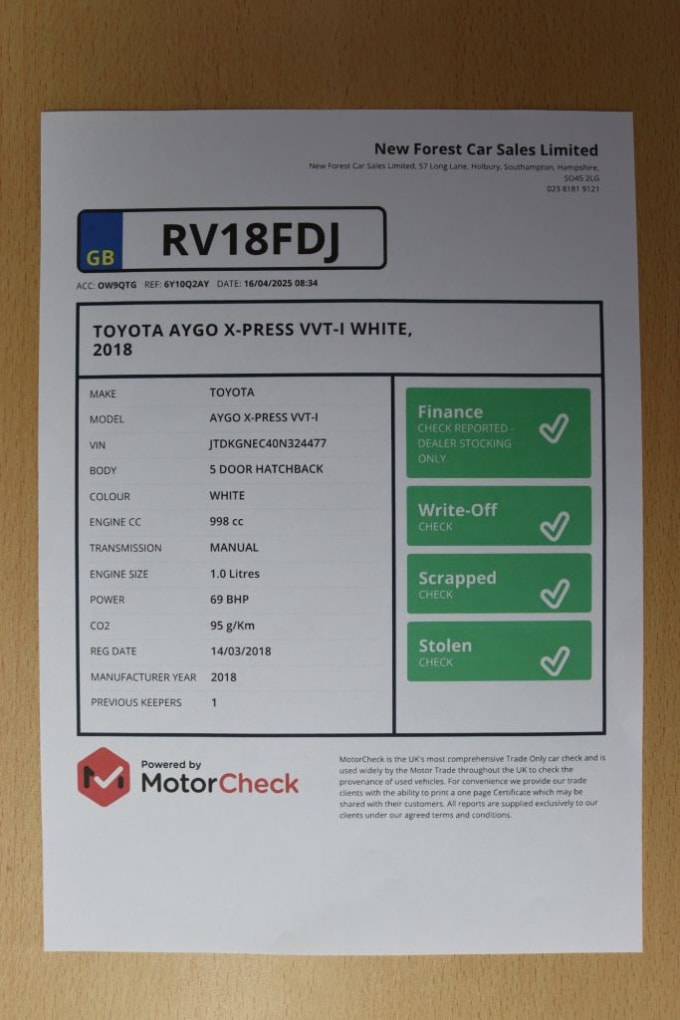 New Forest Car Sales Limited
New Forest Car Sales Limited, 57 Long Lane, Holbury, Southampton, Hampshire,
SO45 2LG
023 8181 9121
GB
RV18FDJ
ACC: OW9QTG REF: 6Y10Q2AY DATE: 16/04/2025 08:34
TOYOTA AYGO X-PRESS VVT-I WHITE,
2018
MAKE TOYOTA
MODEL AYGO X-PRESS VVT-I
VIN JTDKGNEC40N324477
BODY 5 DOOR HATCHBACK
COLOUR WHITE
ENGINE CC 998 cc
TRANSMISSION MANUAL
ENGINE SIZE 1.0 Litres
POWER 69 BHP
CO2 95 g/Km
REG DATE 14/03/2018
MANUFACTURER YEAR 2018
PREVIOUS KEEPERS 1
Finance
CHECK REPORTED -
DEALER STOCKING
ONLY
Write-Off
CHECK
Scrapped
CHECK
Stolen
CHECK
Powered by
MotorCheck
MotorCheck is the UK's most comprehensive Trade Only car check and is
used widely by the Motor Trade throughout the UK to check the
provenance of used vehicles. For convenience we provide our trade
clients with the ability to print a one page Certificate which may be
shared with their customers. All reports are supplied exclusively to our
clients under our agreed terms and conditions.